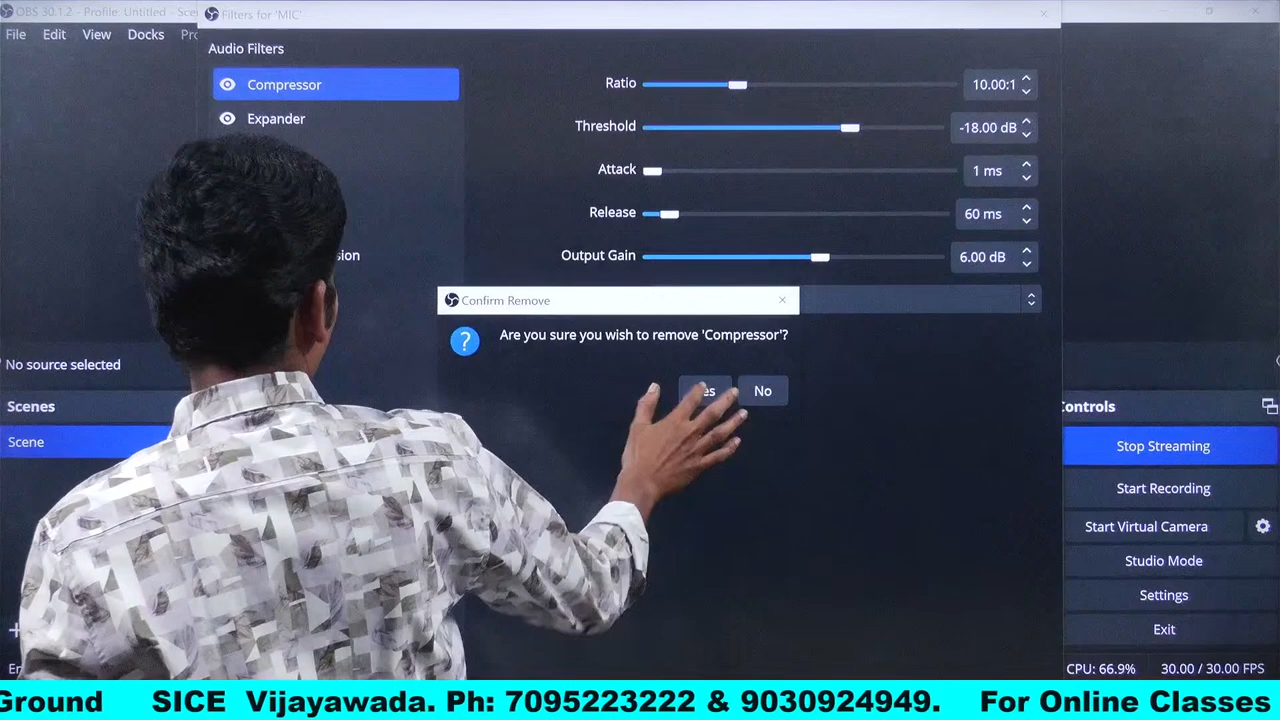 OBS 30.1.2 - Profile: Untitled - Sce
Filters for 'MIC'
File Edit View Docks Pro
Audio Filters
Compressor
Expander
sion
Ratio 10.00:1
Threshold -18.00 dB
Attack 1 ms
Release 60 ms
Output Gain 6.00 dB
Confirm Remove
Are you sure you wish to remove 'Compressor'?
es No
No source selected
Scenes
Scene
Controls
Stop Streaming
Start Recording
Start Virtual Camera
Studio Mode
Settings
Exit
CPU: 66.9% 30.00 / 30.00 FPS
Ground SICE Vijayawada. Ph: 7095223222 & 9030924949. For Online Classes